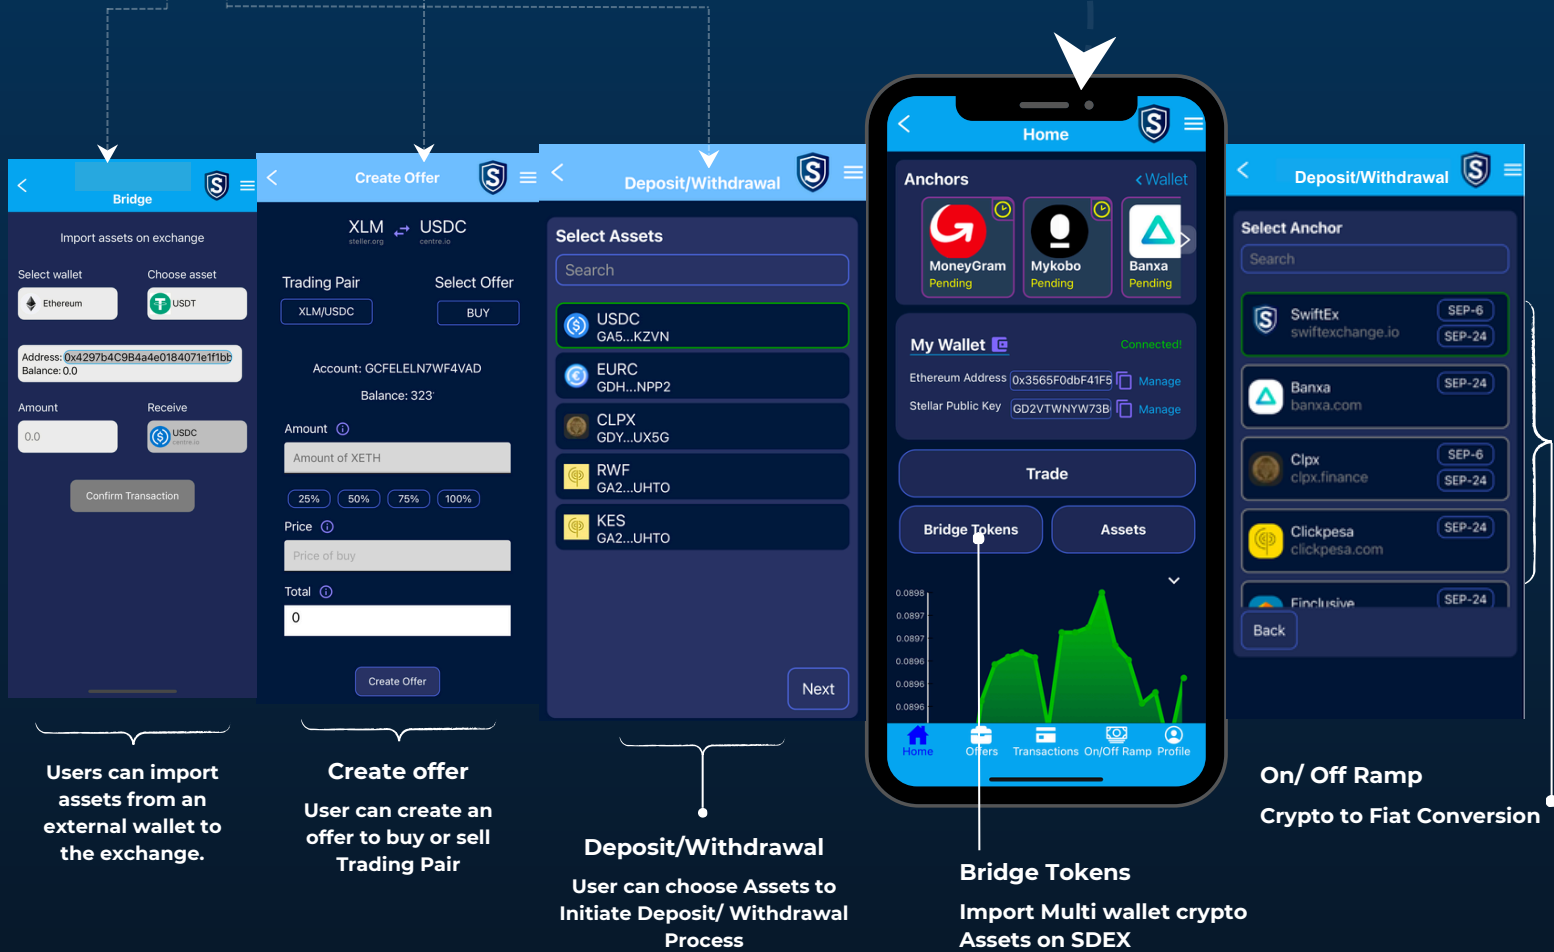 Bridge
Import assets on exchange
Select wallet
Choose asset
Ethereum
USDT
Address: 0x4297b4C9B4a4e0184071e1f1bb
Balance: 0.0
Amount
Receive
0.0
USDC
centre.io
Confirm Transaction
Users can import
assets from an
external wallet to
the exchange.
Create Offer
XLM
USDC
steller.org
centre.io
Trading Pair
Select Offer
XLM/USDC
BUY
Account: GCFELELN7WF4VAD
Balance: 323
Amount
Amount of XETH
25%
50%
75%
100%
Price
Price of buy
Total
0
Create Offer
Create offer
User can create an
offer to buy or sell
Trading Pair
Deposit/Withdrawal
Select Assets
Search
USDC
GA5...KZVN
EURC
GDH...NPP2
CLPX
GDY...UX5G
RWF
GA2...UHTO
KES
GA2...UHTO
Next
Deposit/Withdrawal
User can choose Assets to
Initiate Deposit/ Withdrawal
Process
Home
Anchors
<Wallet
MoneyGram
Pending
Mykobo
Pending
Banxa
Pending
My Wallet
Connected!
Ethereum Address
0x3565F0dbF41F5
Manage
Stellar Public Key
GD2VTWNYW73B
Manage
Trade
Bridge Tokens
Assets
0.0898
0.0897
0.0897
0.0896
0.0896
0.0896
Home
Offers
Transactions
On/Off Ramp
Profile
Bridge Tokens
Import Multi wallet crypto
Assets on SDEX
Deposit/Withdrawal
Select Anchor
Search
SwiftEx
swiftexchange.io
SEP-6
SEP-24
Banxa
banxa.com
SEP-24
Clpx
clpx.finance
SEP-6
SEP-24
Clickpesa
clickpesa.com
SEP-24
Finclusive
SEP-24
Back
On/ Off Ramp
Crypto to Fiat Conversion